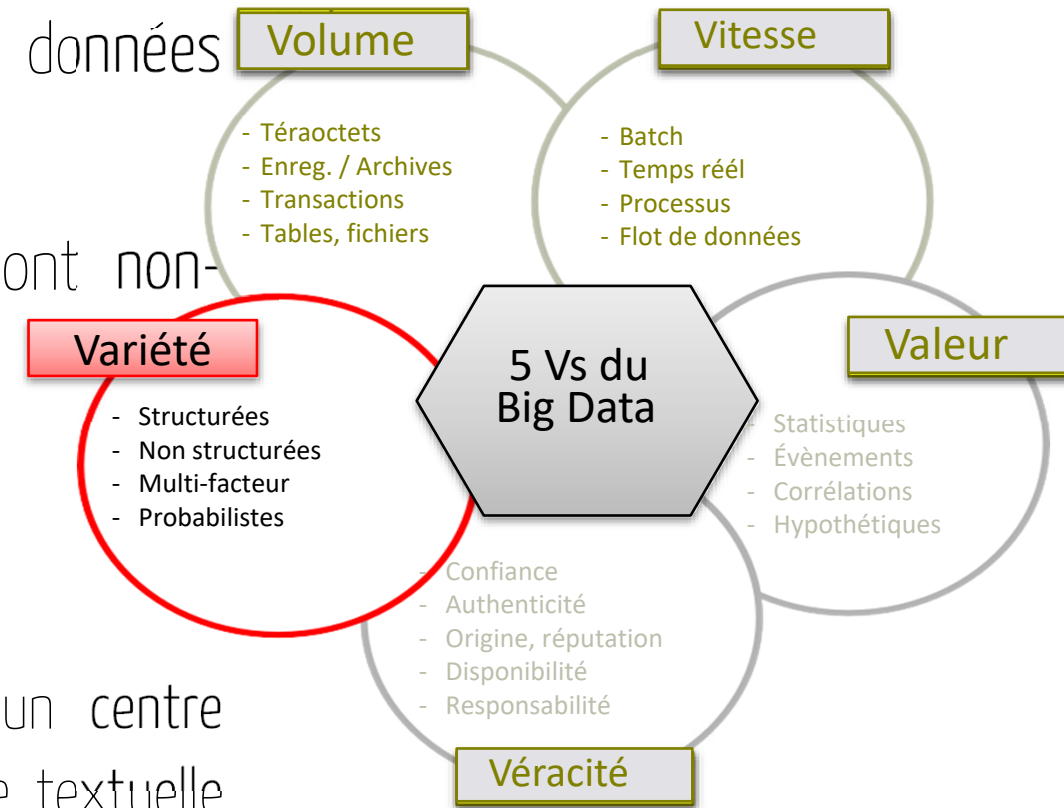 données
Volume
- Téraoctets
- Enreg. / Archives
- Transactions
- Tables, fichiers
Vitesse
- Batch
- Temps réél
- Processus
- Flot de données
ont non-
Variété
- Structurées
- Non structurées
- Multi-facteur
- Probabilistes
5 Vs du
Big Data
Valeur
- Statistiques
- Évènements
- Corrélations
- Hypothétiques
- Confiance
- Authenticité
- Origine, réputation
- Disponibilité
- Responsabilité
Véracité
un centre
textuelle